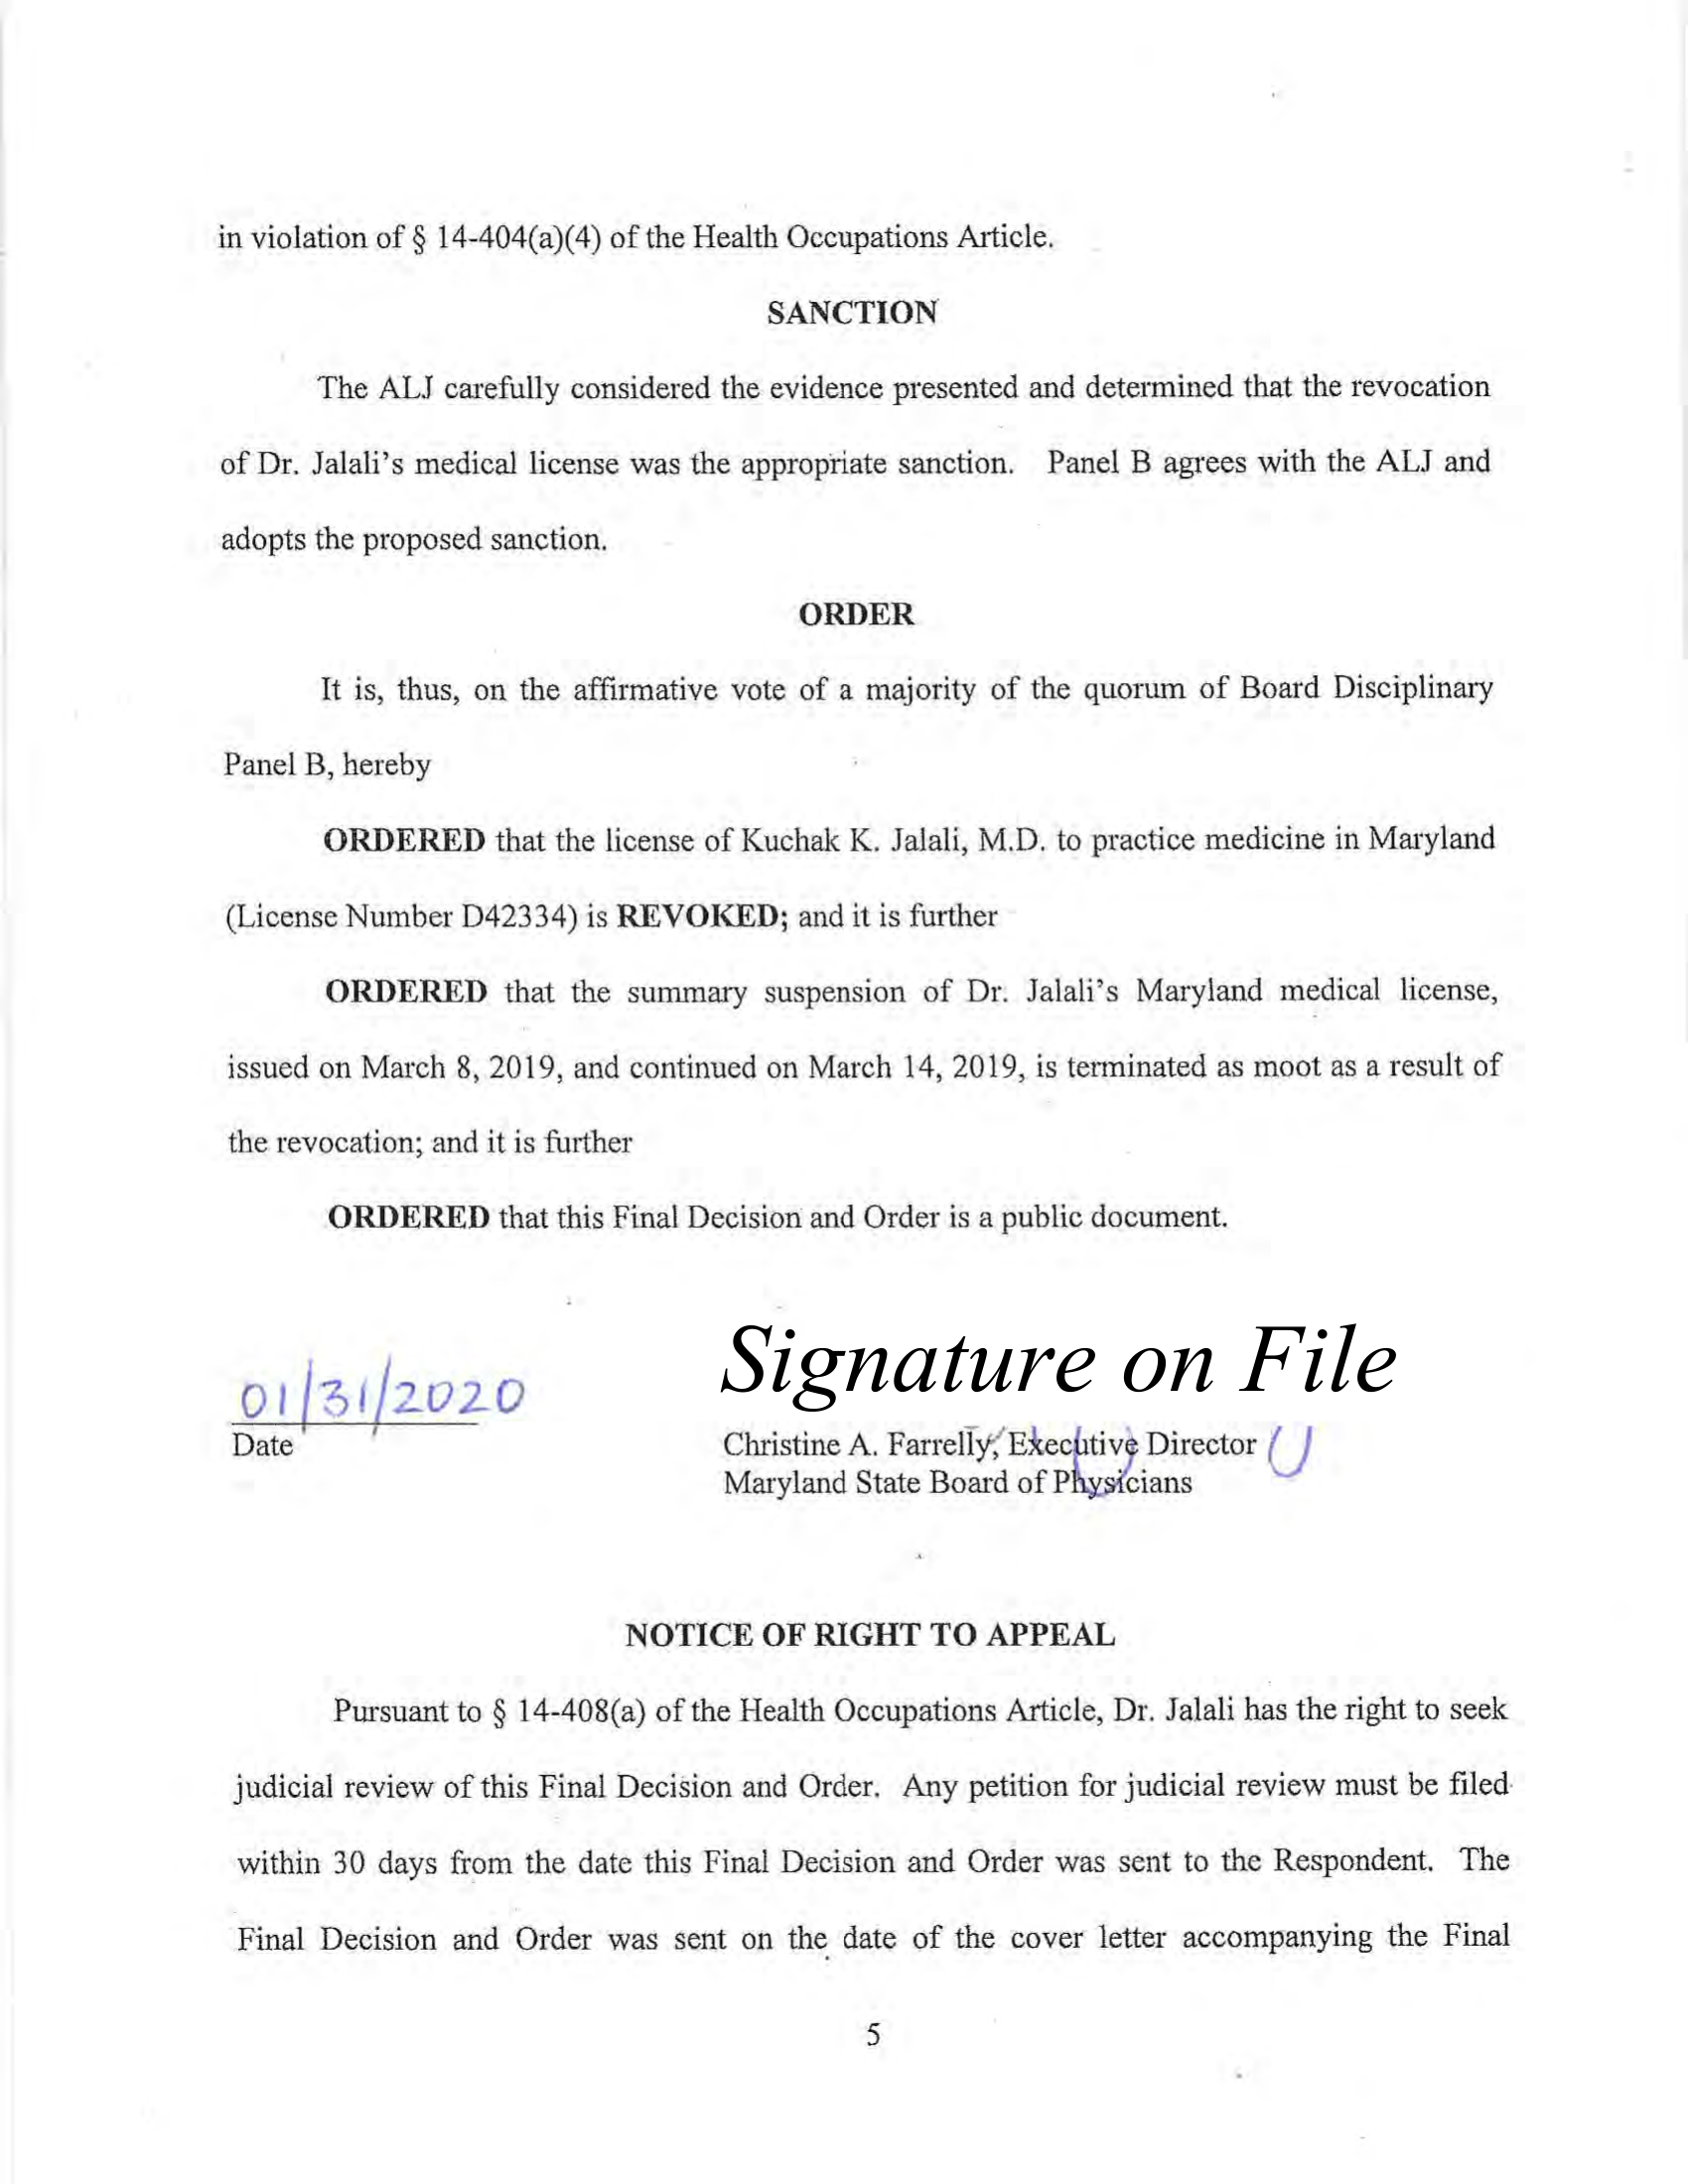 in violation of § 14-404(a)(4) of the Health Occupations Article.
SANCTION
The ALJ carefully considered the evidence presented and determined that the revocation
of Dr. Jalali's medical license was the appropriate sanction. Panel B agrees with the ALJ and
adopts the proposed sanction.
ORDER
It is, thus, on the affirmative vote of a majority of the quorum of Board Disciplinary
Panel B, hereby
ORDERED that the license of Kuchak K. Jalali, M.D. to practice medicine in Maryland
(License Number D42334) is REVOKED; and it is further
ORDERED that the summary suspension of Dr. Jalali's Maryland medical license,
issued on March 8, 2019, and continued on March 14, 2019, is terminated as moot as a result of
the revocation; and it is further
ORDERED that this Final Decision and Order is a public document.
Signature on File
01/31/2020
Date
Christine A. Farrelly, Executive Director
Maryland State Board of Physicians
NOTICE OF RIGHT TO APPEAL
Pursuant to § 14-408(a) of the Health Occupations Article, Dr. Jalali has the right to seek
judicial review of this Final Decision and Order. Any petition for judicial review must be filed
within 30 days from the date this Final Decision and Order was sent to the Respondent. The
Final Decision and Order was sent on the date of the cover letter accompanying the Final
5